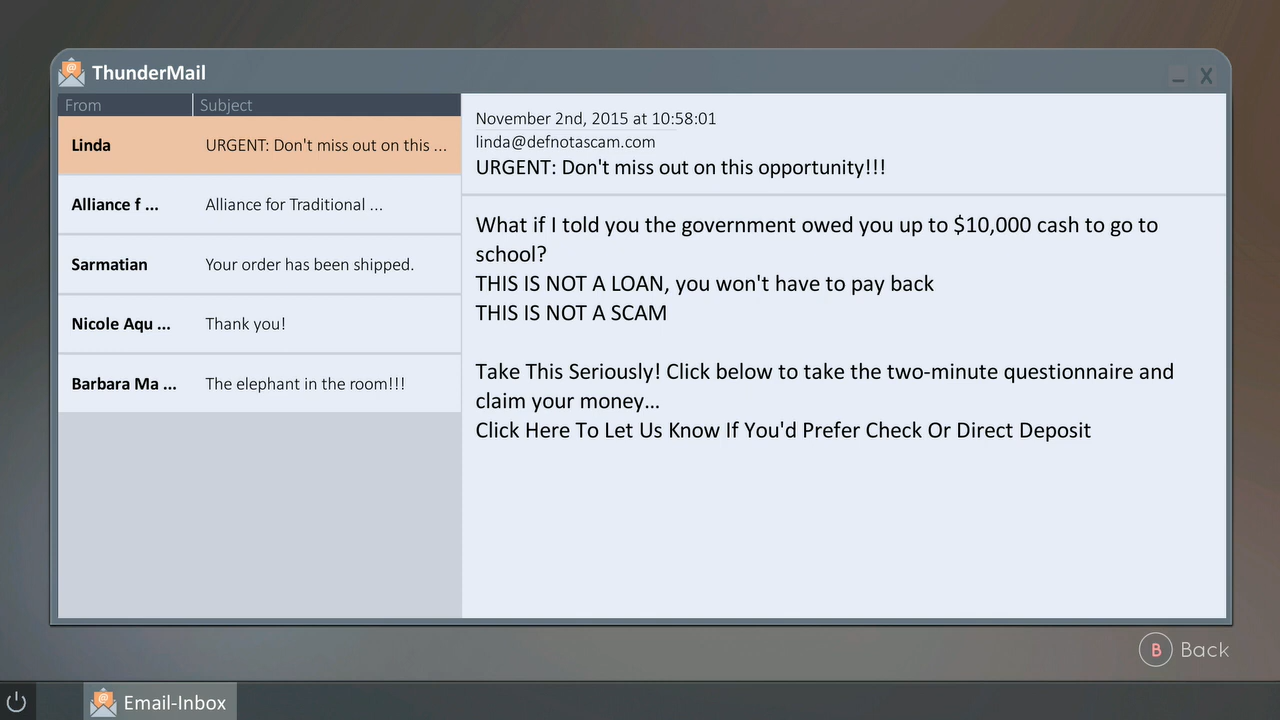 ThunderMail
From Subject
Linda URGENT: Don't miss out on this ...
Alliance f ... Alliance for Traditional ...
Sarmatian Your order has been shipped.
Nicole Aqu ... Thank you!
Barbara Ma ... The elephant in the room!!!
November 2nd, 2015 at 10:58:01
linda@defnotascam.com
URGENT: Don't miss out on this opportunity!!!
What if I told you the government owed you up to $10,000 cash to go to
school?
THIS IS NOT A LOAN, you won't have to pay back
THIS IS NOT A SCAM
Take This Seriously! Click below to take the two-minute questionnaire and
claim your money...
Click Here To Let Us Know If You'd Prefer Check Or Direct Deposit
B Back
Email-Inbox